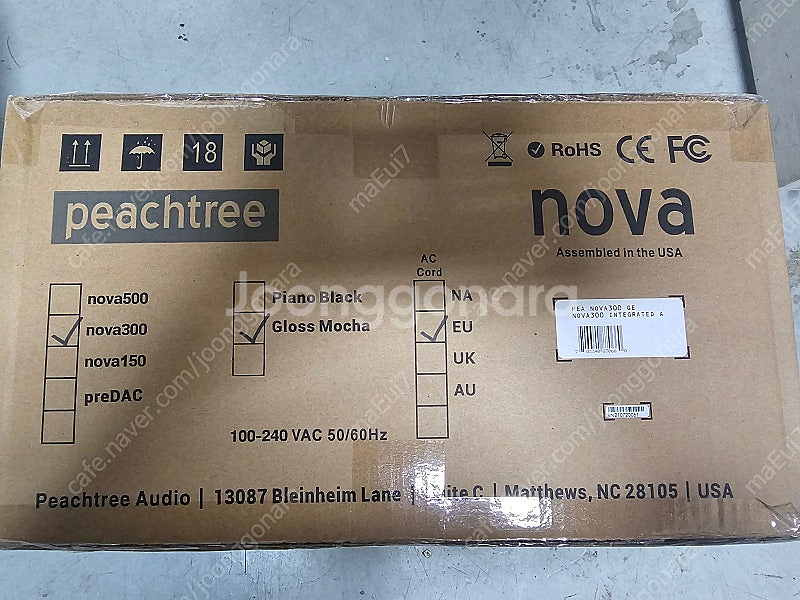 18
RoHS CE FC
peachtree
nova
Assembled in the USA
AC
Cord
nova500
nova300
nova150
preDAC
Piano Black
Gloss Mocha
NA
EU
UK
AU
NOVA300 GE
NOVA300 INTEGRATED A
100-240 VAC 50/60Hz
Peachtree Audio | 13087 Bleinheim Lane | C | Matthews, NC 28105 | USA
Joonggonara
cafe.naver.com/joonggonara
maEui7